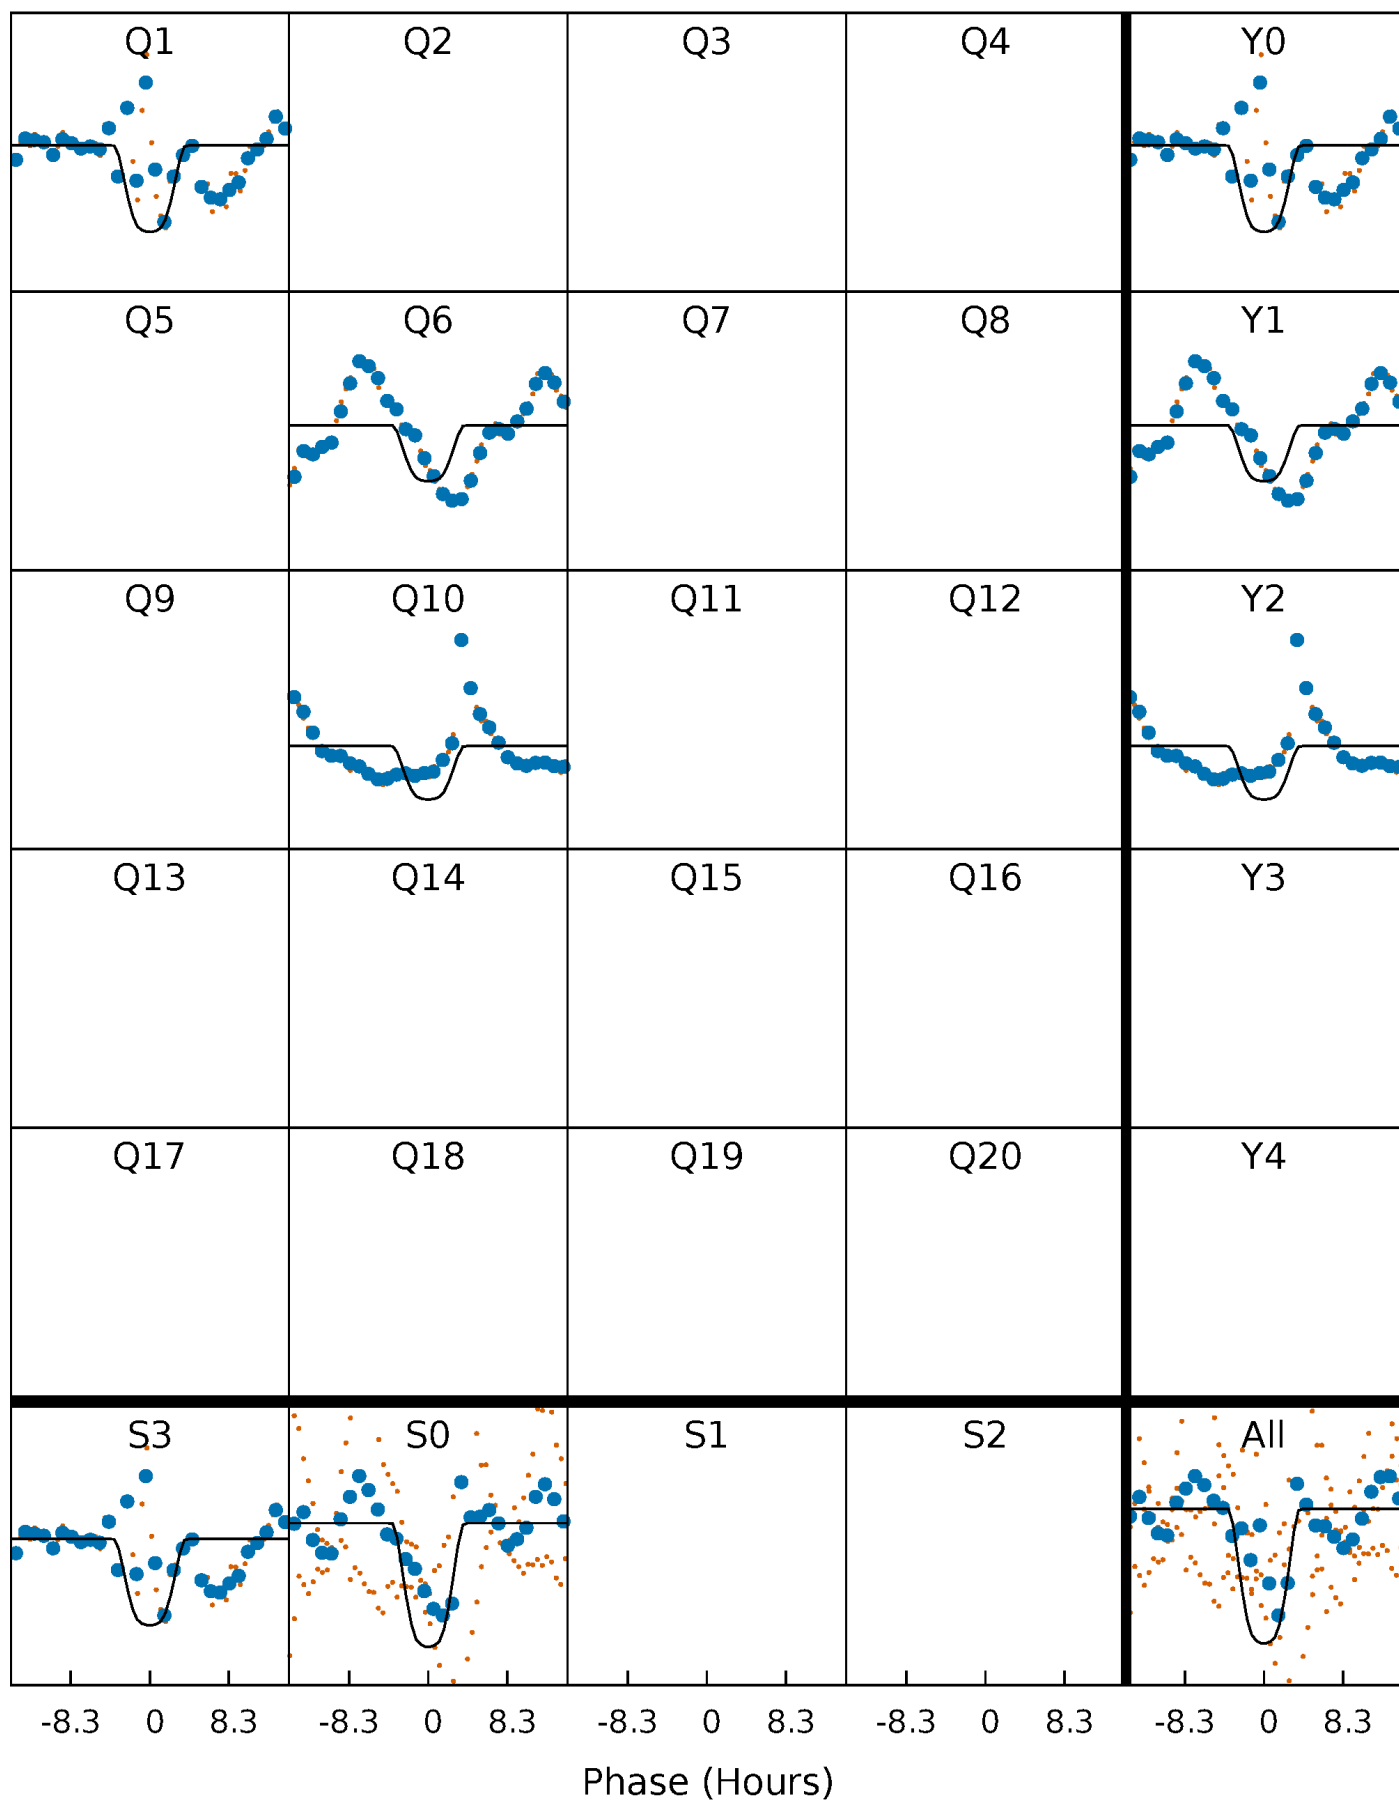 Q1 Q2 Q3 Q4 Y0
Q5 Q6 Q7 Q8 Y1
Q9 Q10 Q11 Q12 Y2
Q13 Q14 Q15 Q16 Y3
Q17 Q18 Q19 Q20 Y4
S3 S0 S1 S2 All
-8.3 0 8.3 -8.3 0 8.3 -8.3 0 8.3 -8.3 0 8.3 -8.3 0 8.3
Phase (Hours)